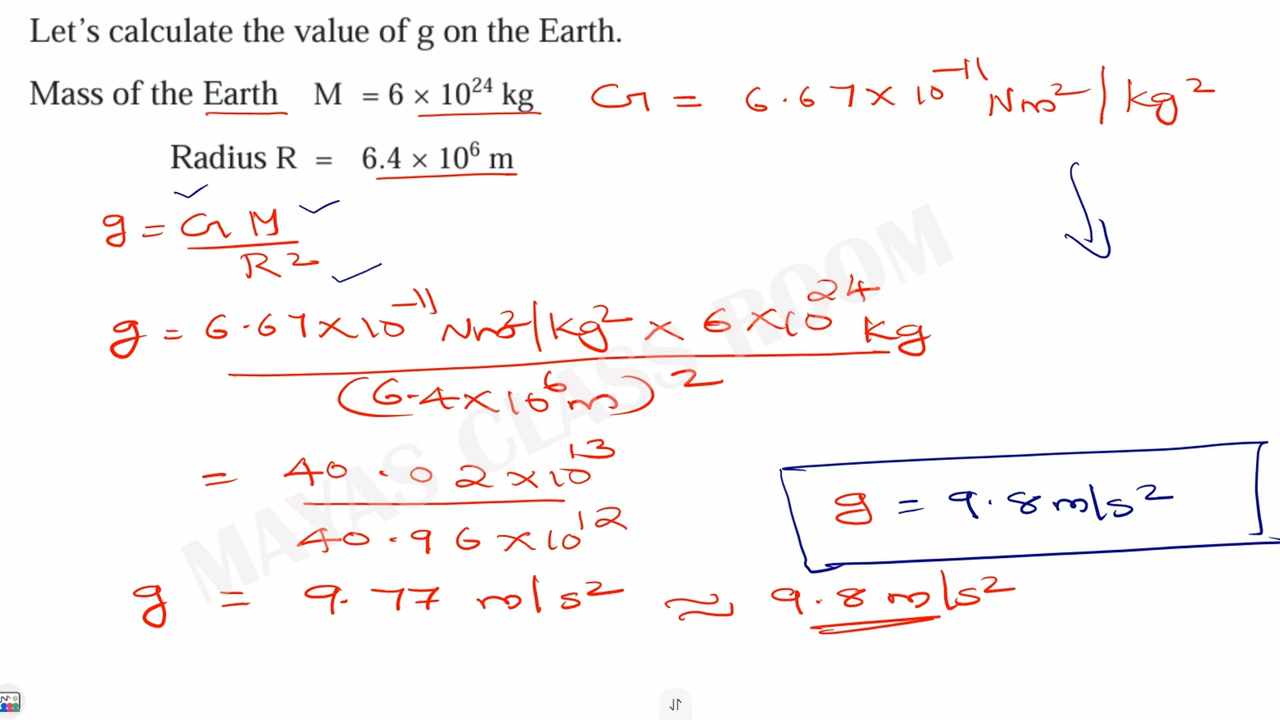 Let's calculate the value of g on the Earth.
Mass of the Earth M = 6 × 10²⁴ kg G = 6.67 × 10⁻¹¹ Nm²/kg²
Radius R = 6.4 × 10⁶ m
g = G M
R²
g = 6.67 × 10⁻¹¹ Nm²/kg² × 6 × 10²⁴ kg
(6.4 × 10⁶ m)²
= 40.02 × 10¹³
40.96 × 10¹²
g = 9.8 m/s²
g = 9.77 m/s² ≈ 9.8 m/s²
MAYAS CLASS ROOM